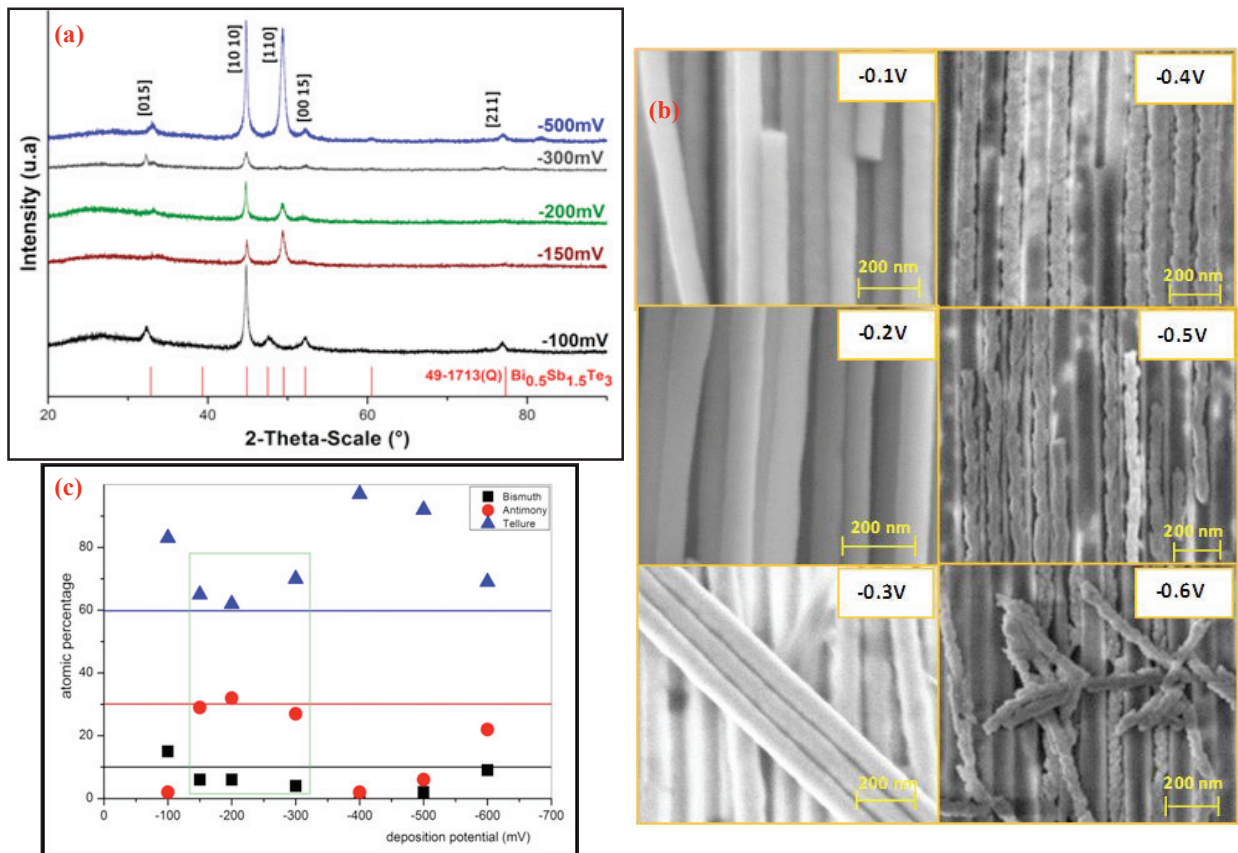 (a)
[015]
[10 10]
[110]
[00 15]
[211]
-500mV
-300mV
-200mV
-150mV
-100mV
49-1713(Q) Bi0.5Sb1.5Te3
Intensity (u.a)
20
40
60
80
2-Theta-Scale (°)
(b)
-0.1V
200 nm
-0.4V
200 nm
-0.2V
200 nm
-0.5V
200 nm
-0.3V
200 nm
-0.6V
200 nm
(c)
Bismuth
Antimony
Tellure
atomic percentage
80
60
40
20
0
0
-100
-200
-300
-400
-500
-600
-700
deposition potential (mV)